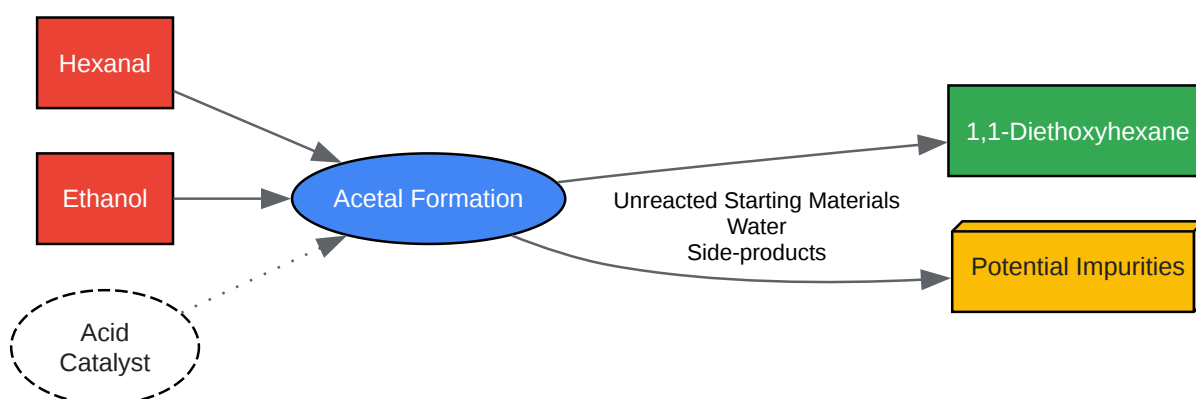 Hexanal
Ethanol
Acid
Catalyst
Acetal Formation
Unreacted Starting Materials
Water
Side-products
1,1-Diethoxyhexane
Potential Impurities